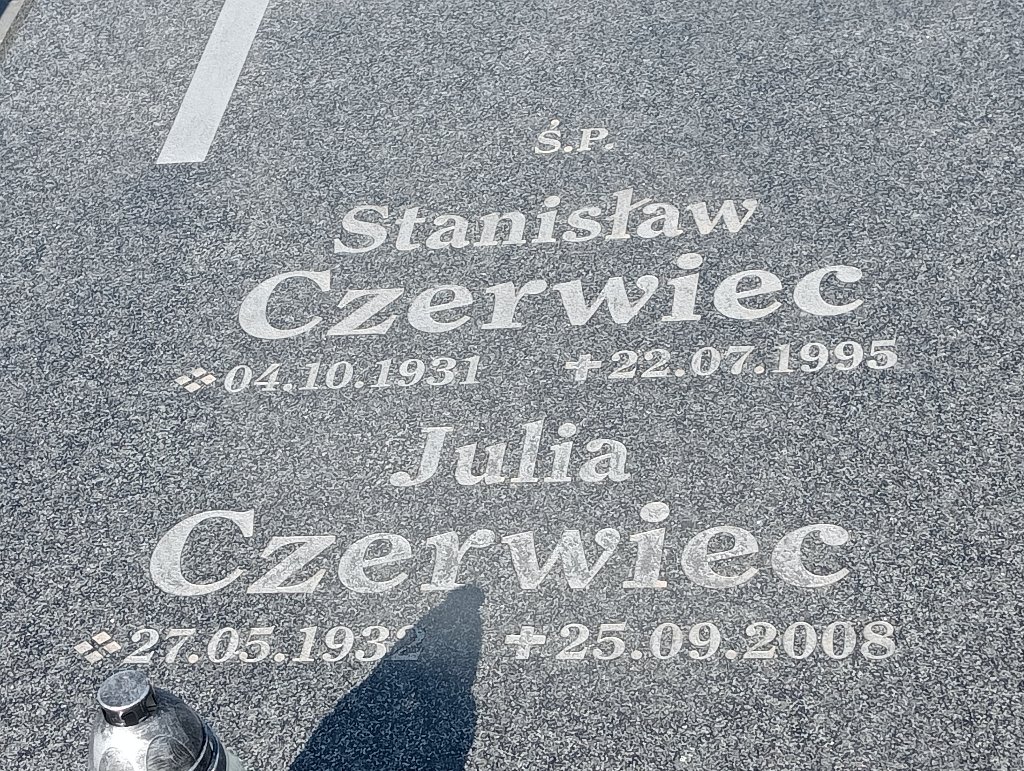 Ś.P.
Stanisław
Czerwiec
04.10.1931 +22.07.1995
Julia
Czerwiec
27.05.1932 +25.09.2008